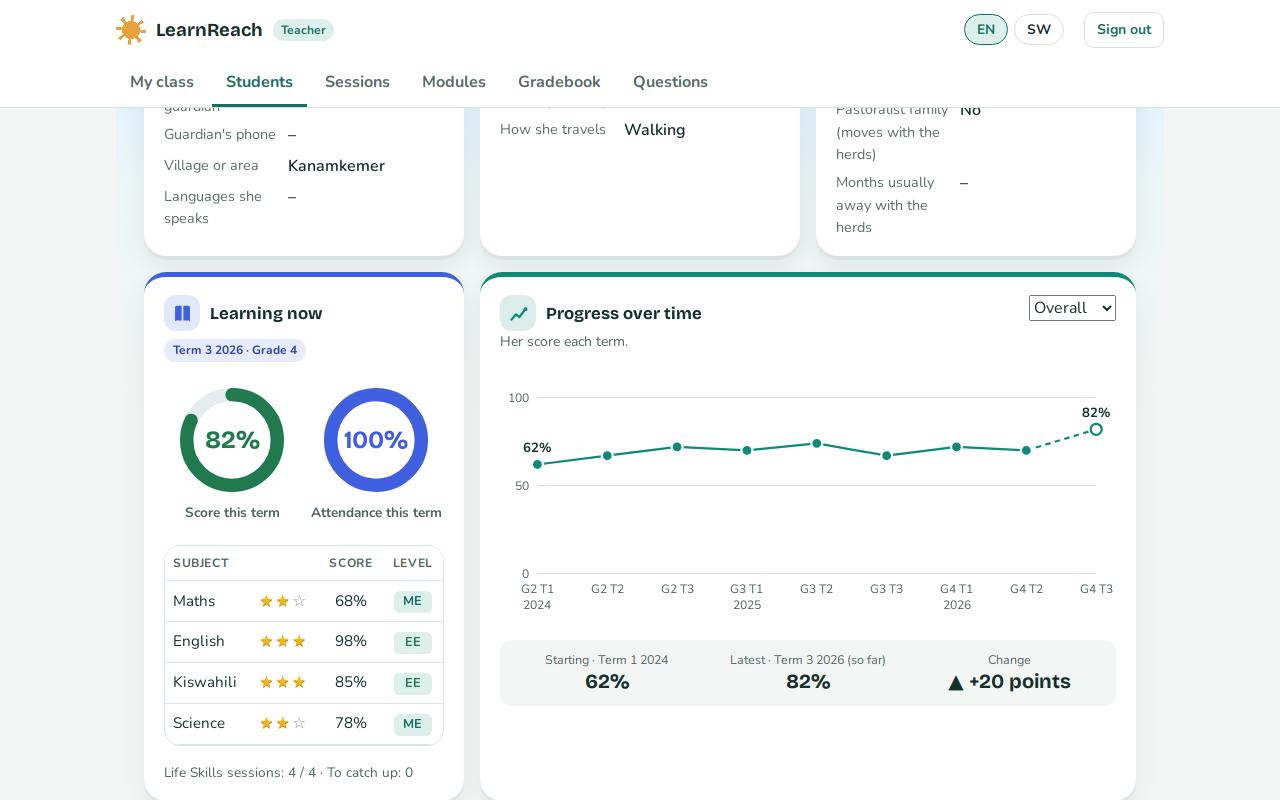 LearnReach
Teacher
EN
SW
Sign out
My class
Students
Sessions
Modules
Gradebook
Questions
guardian
Guardian's phone –
Village or area Kanamkemer
Languages she
speaks
–
How she travels Walking
Pastoralist family
(moves with the
herds)
No
Months usually
away with the
herds
–
Learning now
Term 3 2026 · Grade 4
82%
Score this term
100%
Attendance this term
SUBJECT SCORE LEVEL
Maths ★★☆ 68% ME
English ★★★ 98% EE
Kiswahili ★★★ 85% EE
Science ★★☆ 78% ME
Life Skills sessions: 4 / 4 · To catch up: 0
Progress over time
Overall
Her score each term.
100
50
0
62%
82%
G2 T1
2024
G2 T2
G2 T3
G3 T1
2025
G3 T2
G3 T3
G4 T1
2026
G4 T2
G4 T3
Starting · Term 1 2024
62%
Latest · Term 3 2026 (so far)
82%
Change
▲ +20 points